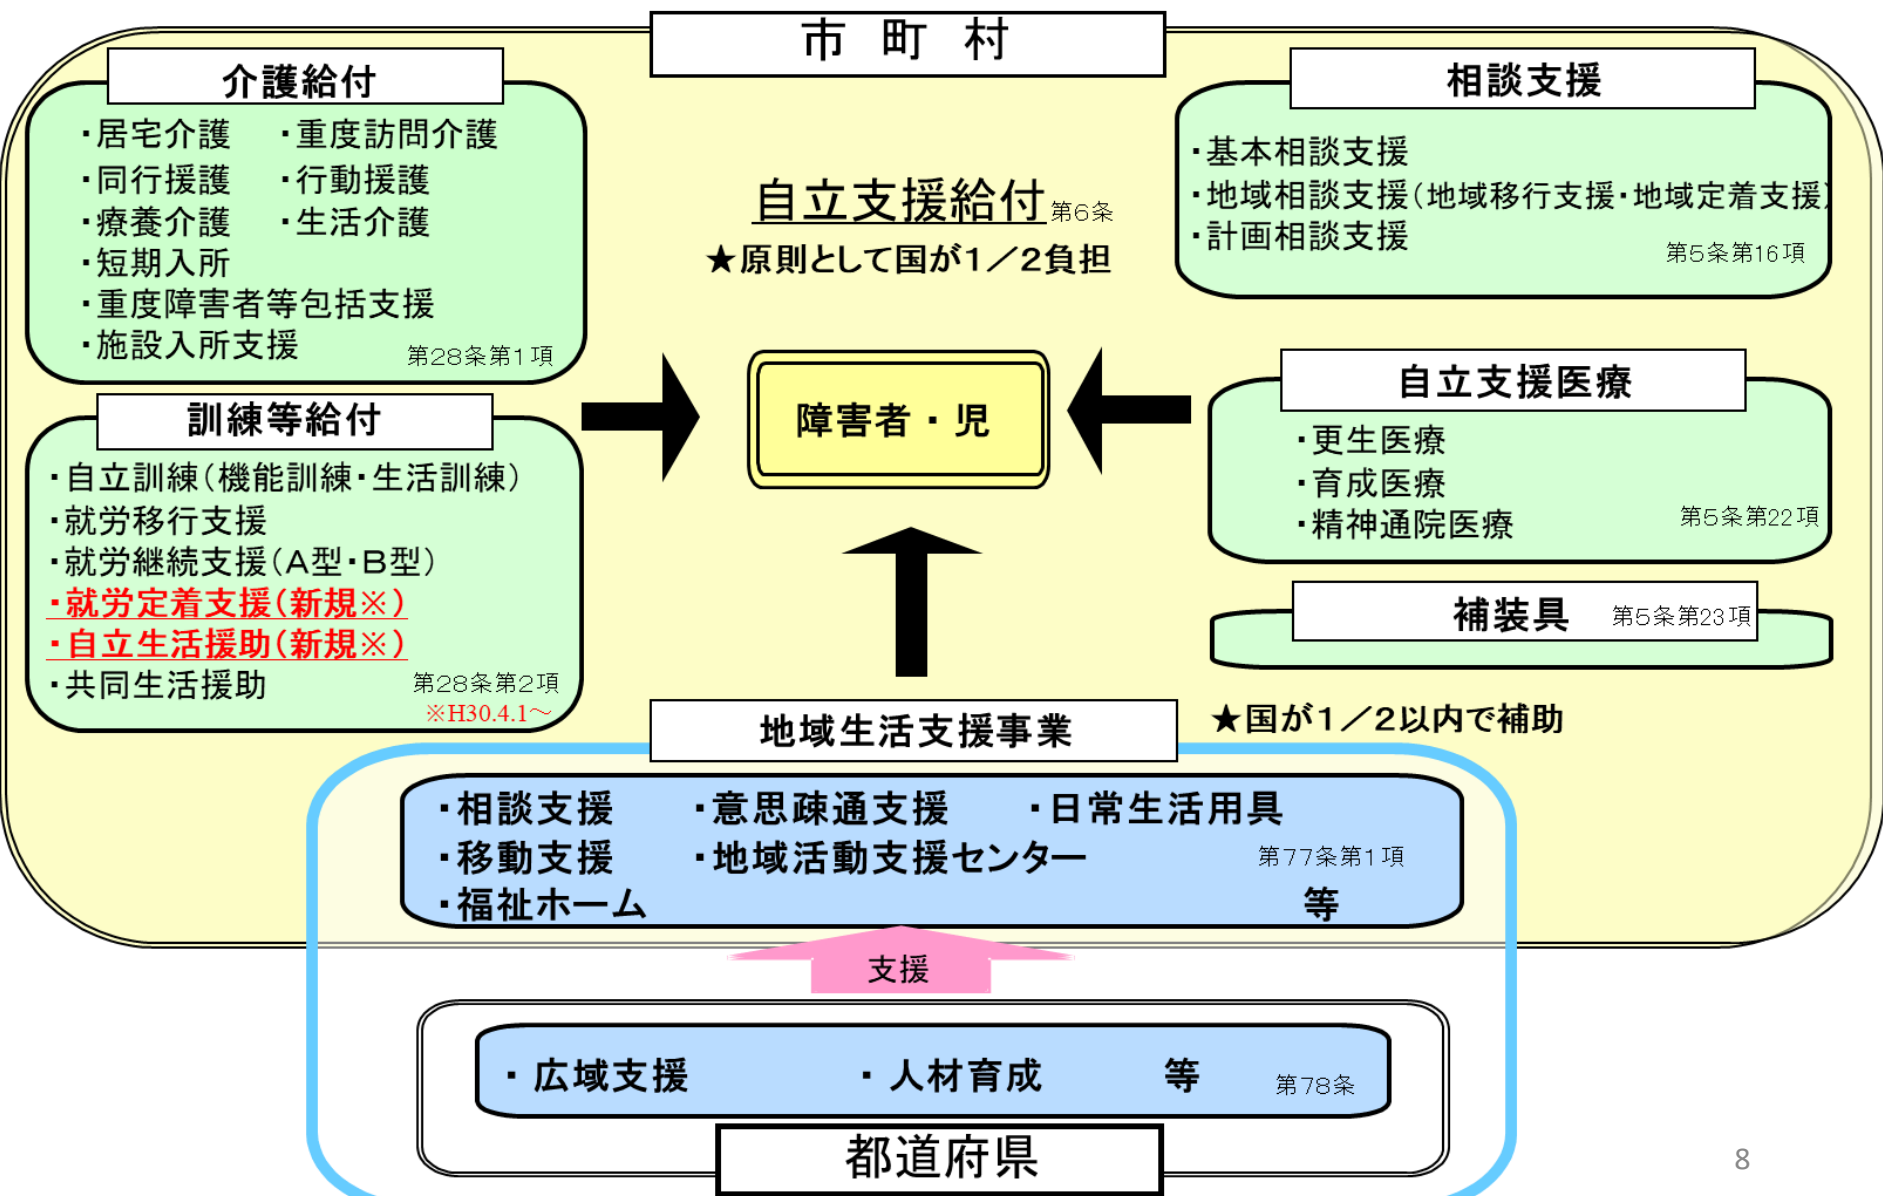 市 町 村
介護給付
・居宅介護 ・重度訪問介護
・同行援護 ・行動援護
・療養介護 ・生活介護
・短期入所
・重度障害者等包括支援
・施設入所支援 第28条第1項
訓練等給付
・自立訓練(機能訓練・生活訓練)
・就労移行支援
・就労継続支援(A型・B型)
・就労定着支援(新規※)
・自立生活援助(新規※)
・共同生活援助 第28条第2項
※H30.4.1～
自立支援給付 第6条
★原則として国が1/2負担
障害者・児
相談支援
・基本相談支援
・地域相談支援(地域移行支援・地域定着支援)
・計画相談支援 第5条第16項
自立支援医療
・更生医療
・育成医療
・精神通院医療 第5条第22項
補装具 第5条第23項
★国が1/2以内で補助
地域生活支援事業
・相談支援 ・意思疎通支援 ・日常生活用具
・移動支援 ・地域活動支援センター 第77条第1項
・福祉ホーム 等
支援
・広域支援 ・人材育成 等 第78条
都道府県
8